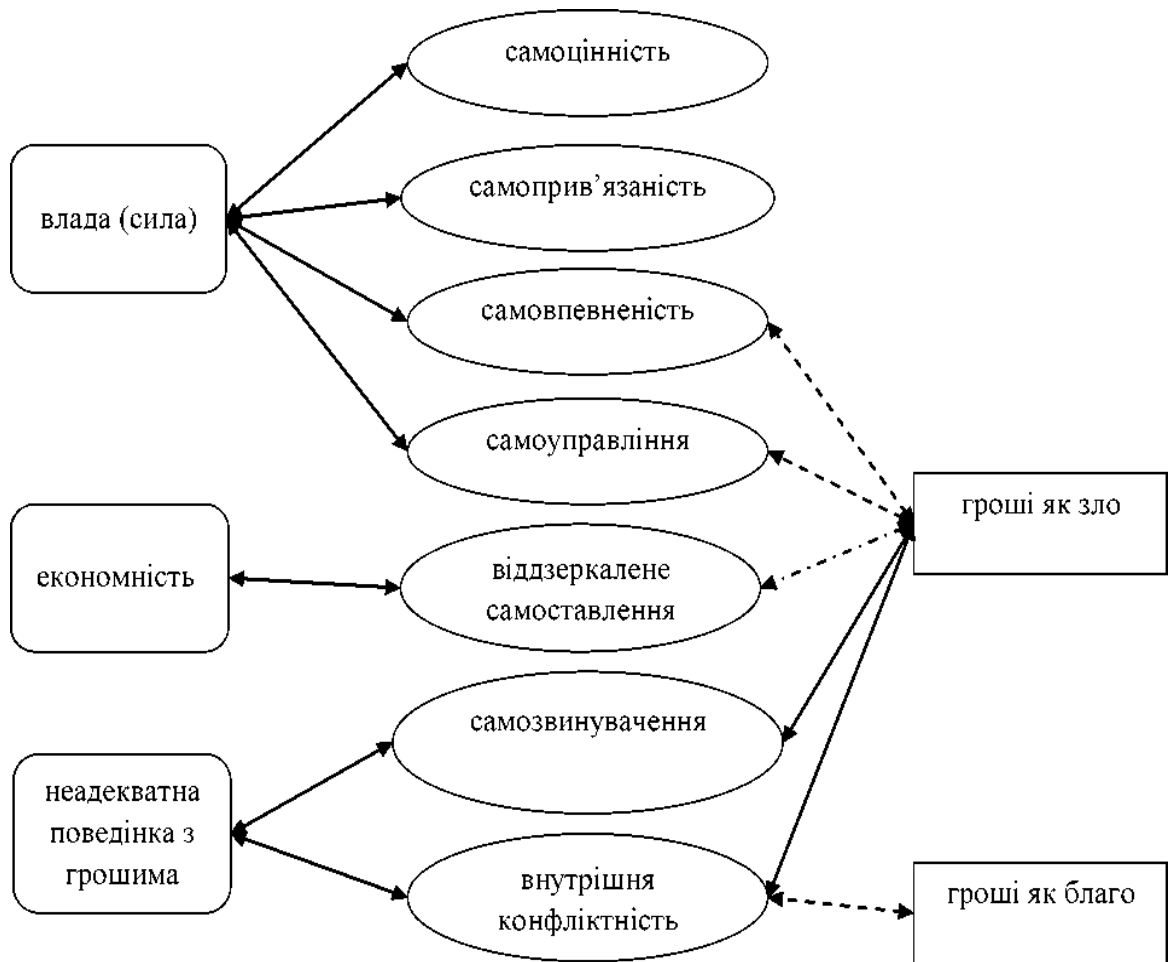 самоцінність
самоприв’язаність
влада (сила)
самовпевненість
самоуправління
гроші як зло
економність
віддзеркалене
самоставлення
самозвинувачення
неадекватна
поведінка з
грошима
внутрішня
конфліктність
гроші як благо